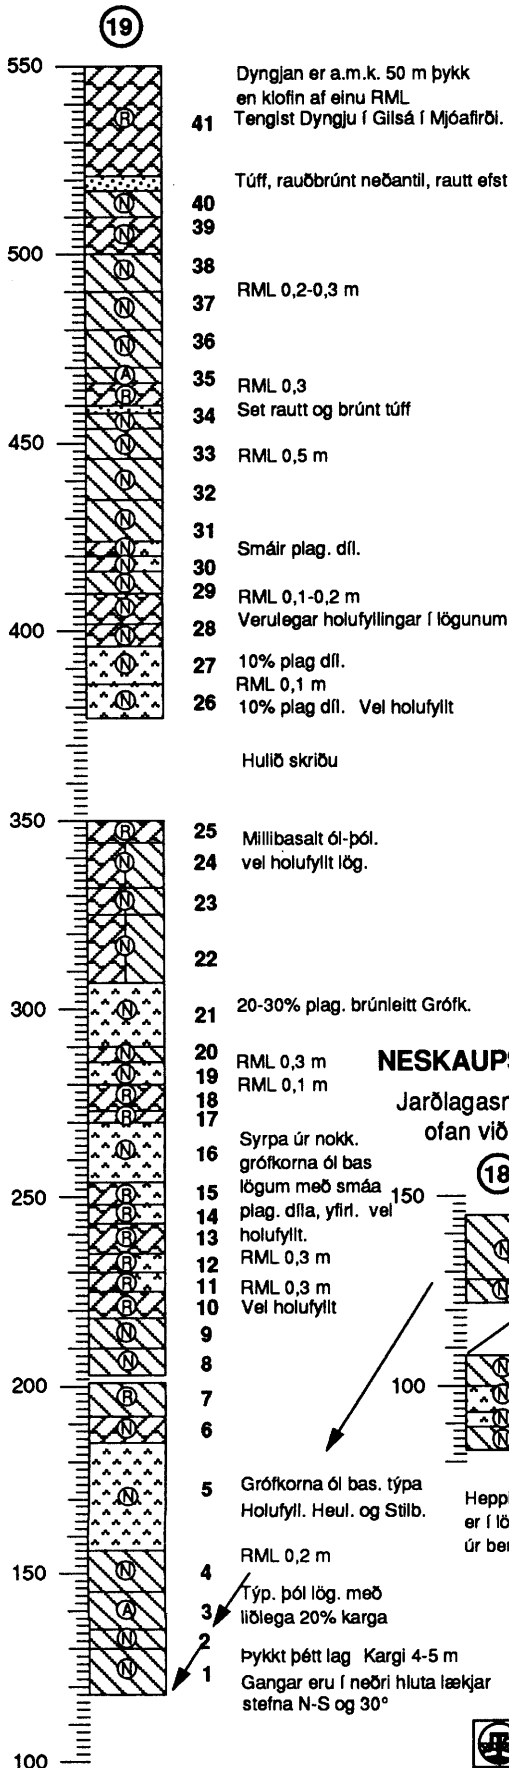 19
550
Dyngjan er a.m.k. 50 m þykk
en klofin af einu RML
R 41 Tengist Dyngju í Gilsá í Mjóafirði.
Túff, rauðbrúnt neðantil, rautt efst
N 40
N 39
500
N 38
N 37 RML 0,2-0,3 m
N 36
A 35
R RML 0,3
N 34 Set rautt og brúnt túff
450
N 33 RML 0,5 m
N 32
N 31
N Smáir plag. díl.
N 30
N 29 RML 0,1-0,2 m
N Verulegar holufyllingar í lögunum
400
N 28
N 27 10% plag díl.
RML 0,1 m
N 26 10% plag díl. Vel holufyllt
Hulið skriðu
350
R 25 Millibasalt ól-þól.
N 24 vel holufyllt lög.
N 23
N 22
300
N 21 20-30% plag. brúnleitt Grófk.
N 20 RML 0,3 m
N 19 RML 0,1 m
NESKAUPS
R 18
R 17
Jarðlagasn
ofan við
N 16 Syrpa úr nokk.
grófkorna ól bas
18
250
R 15 lögum með smáa
150
R 14 plag. díla, yfirl. vel
R 13 holufyllt.
R 12 RML 0,3 m
R 11 RML 0,3 m
R 10 Vel holufyllt
N 9
N 8
N
N
200
100
R 7
N 6
N
N
N
N
N 5 Grófkorna ól bas. týpa
Holufyll. Heul. og Stilb.
Heppi
er í lö
úr ber
150
N 4 RML 0,2 m
A 3 Týp. þól lög. með
liðlega 20% karga
N 2
N 1 Þykkt þétt lag Kargi 4-5 m
Gangar eru í neðri hluta lækjar
stefna N-S og 30°
100